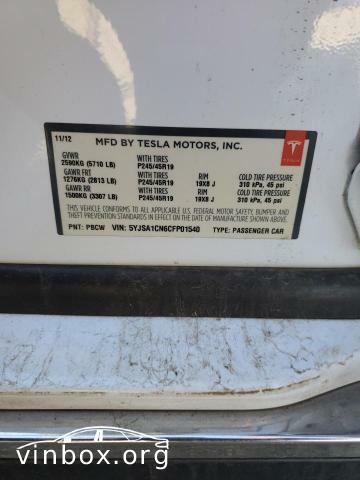 11/12 MFD BY TESLA MOTORS, INC.
GVWR WITH TIRES
2590KG (5710 LB) P245/45R19
GAWR FRT WITH TIRES RIM COLD TIRE PRESSURE
1276KG (2813 LB) P245/45R19 19X8 J 310 kPa, 45 psi
GAWR RR WITH TIRES RIM COLD TIRE PRESSURE
1500KG (3307 LB) P245/45R19 19X8 J 310 kPa, 45 psi
THIS VEHICLE CONFORMS TO ALL APPLICABLE U.S. FEDERAL MOTOR VEHICLE SAFETY, BUMPER AND
THEFT PREVENTION STANDARDS IN EFFECT ON THE DATE OF MANUFACTURE SHOWN ABOVE.
PNT: PBCW VIN: 5YJSA1CN6CFP01540 TYPE: PASSENGER CAR
TESLA
vinbox.org